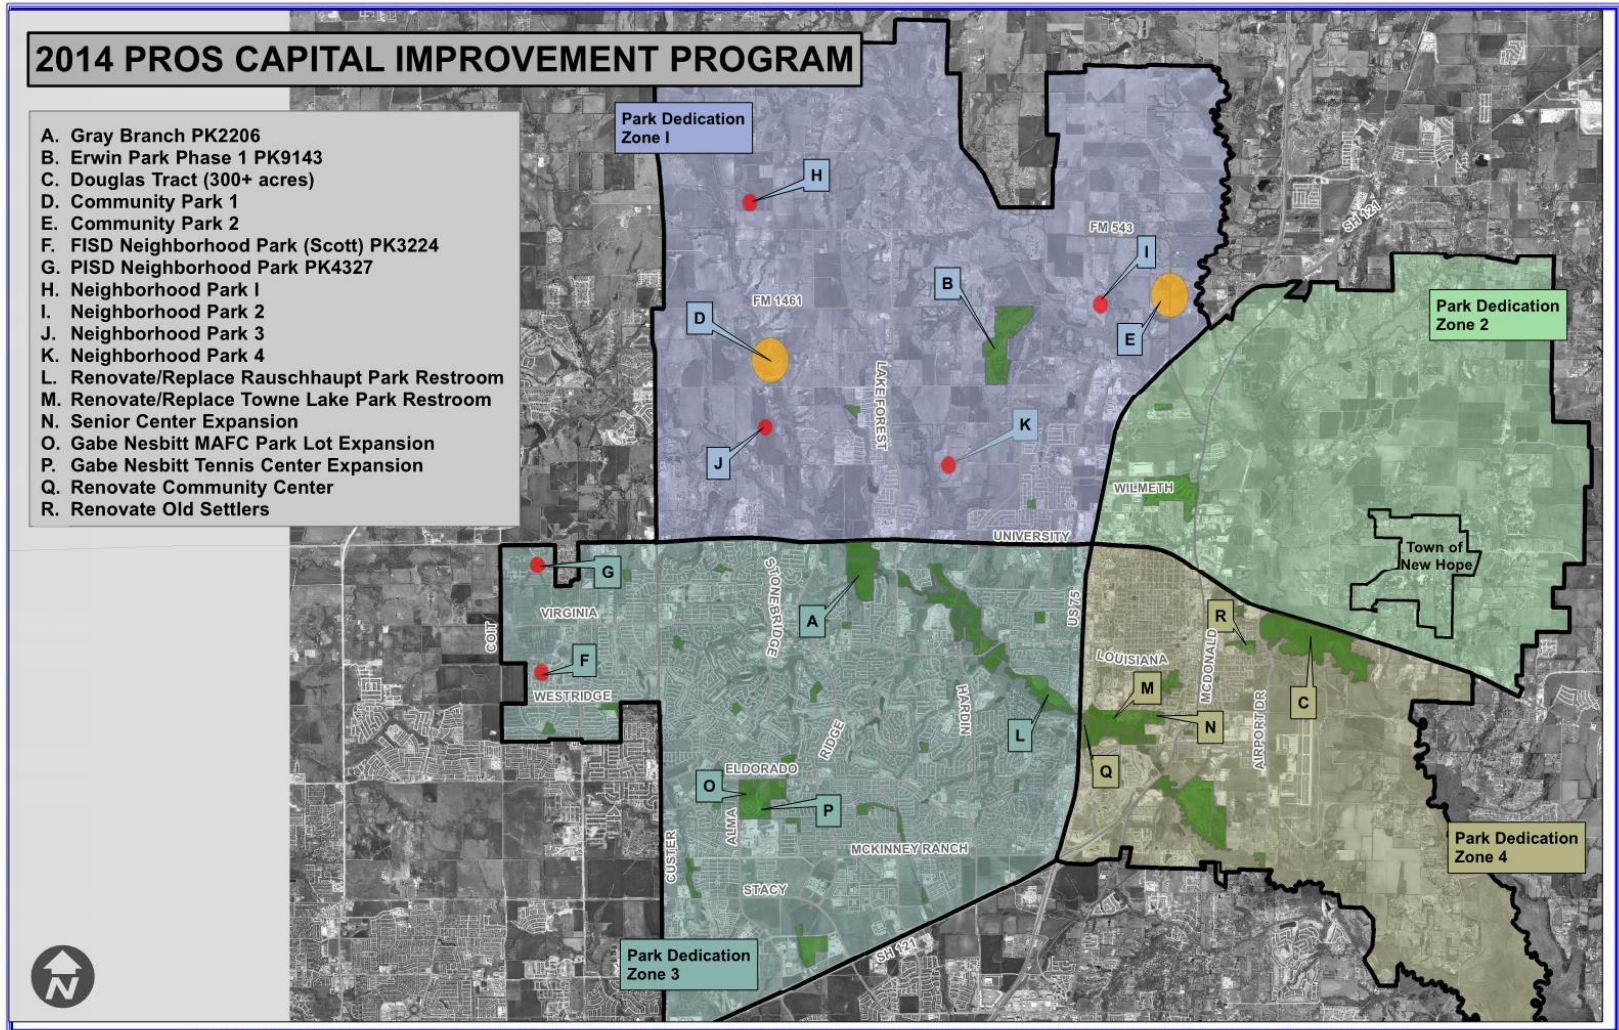 2014 PROS CAPITAL IMPROVEMENT PROGRAM
A. Gray Branch PK2206
B. Erwin Park Phase 1 PK9143
C. Douglas Tract (300+ acres)
D. Community Park 1
E. Community Park 2
F. FISD Neighborhood Park (Scott) PK3224
G. PISD Neighborhood Park PK4327
H. Neighborhood Park I
I. Neighborhood Park 2
J. Neighborhood Park 3
K. Neighborhood Park 4
L. Renovate/Replace Rauschhaupt Park Restroom
M. Renovate/Replace Towne Lake Park Restroom
N. Senior Center Expansion
O. Gabe Nesbitt MAFC Park Lot Expansion
P. Gabe Nesbitt Tennis Center Expansion
Q. Renovate Community Center
R. Renovate Old Settlers
Park Dedication
Zone I
H
FM 543
SH 121
I
B
FM 1461
D
E
Park Dedication
Zone 2
LAKE FOREST
K
J
WILMETH
UNIVERSITY
Town of
New Hope
G
STONEBRIDGE
VIRGINIA
A
US 75
R
COIT
F
LOUISIANA
MCDONALD
WESTRIDGE
M
C
HARDIN
L
N
AIRPORT DR
RIDGE
ELDORADO
Q
O
P
ALMA
CUSTER
MCKINNEY RANCH
Park Dedication
Zone 4
STACY
SH 121
Park Dedication
Zone 3
N